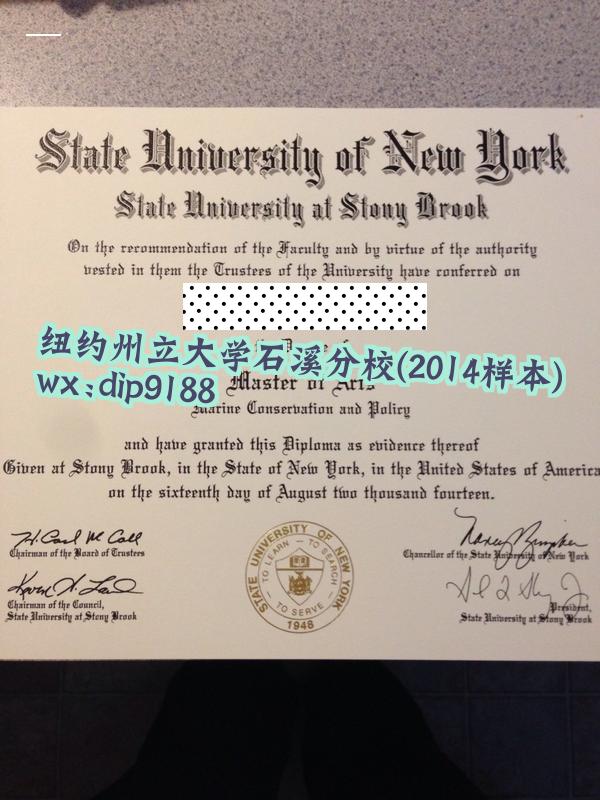 State University of New York
State University at Stony Brook
On the recommendation of the Faculty and by virtue of the authority
vested in them the Trustees of the University have conferred on
纽约州立大学石溪分校(2014样本)
wx:dip9188
Master of Arts
Marine Conservation and Policy
and have granted this Diploma as evidence thereof
Given at Stony Brook, in the State of New York, in the United States of America
on the sixteenth day of August two thousand fourteen.
H. Carl McCall
Chairman of the Board of Trustees
Chancellor of the State University of New York
Chairman of the Council,
State University at Stony Brook
President,
State University at Stony Brook
STATE UNIVERSITY OF NEW YORK
TO LEARN — TO SEARCH
TO SERVE
1948